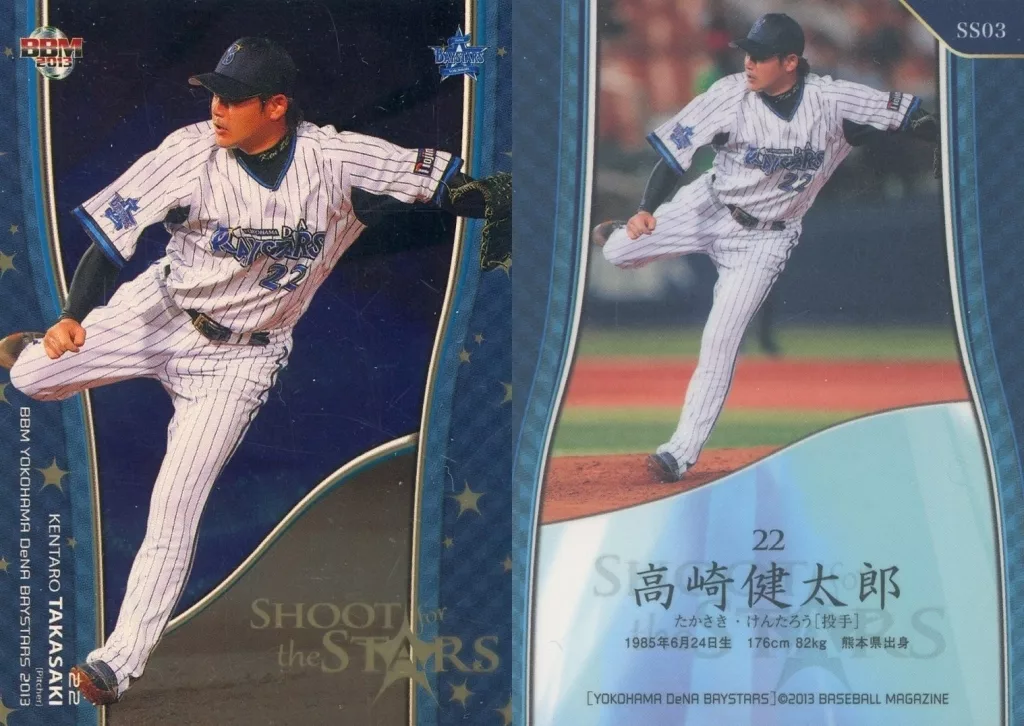 BBM
2013
BAYSTARS
Nojima
YOKOHAMA DeNA
BAYSTARS
22
SHOOT for
the STARS
KENTARO TAKASAKI 22
[Pitcher]
BBM YOKOHAMA DeNA BAYSTARS 2013
SS03
BAYSTARS
22
22
SHOOT for
the STARS
高崎健太郎
たかさき・けんたろう[投手]
1985年6月24日生 176cm 82kg 熊本県出身
[YOKOHAMA DeNA BAYSTARS]©2013 BASEBALL MAGAZINE